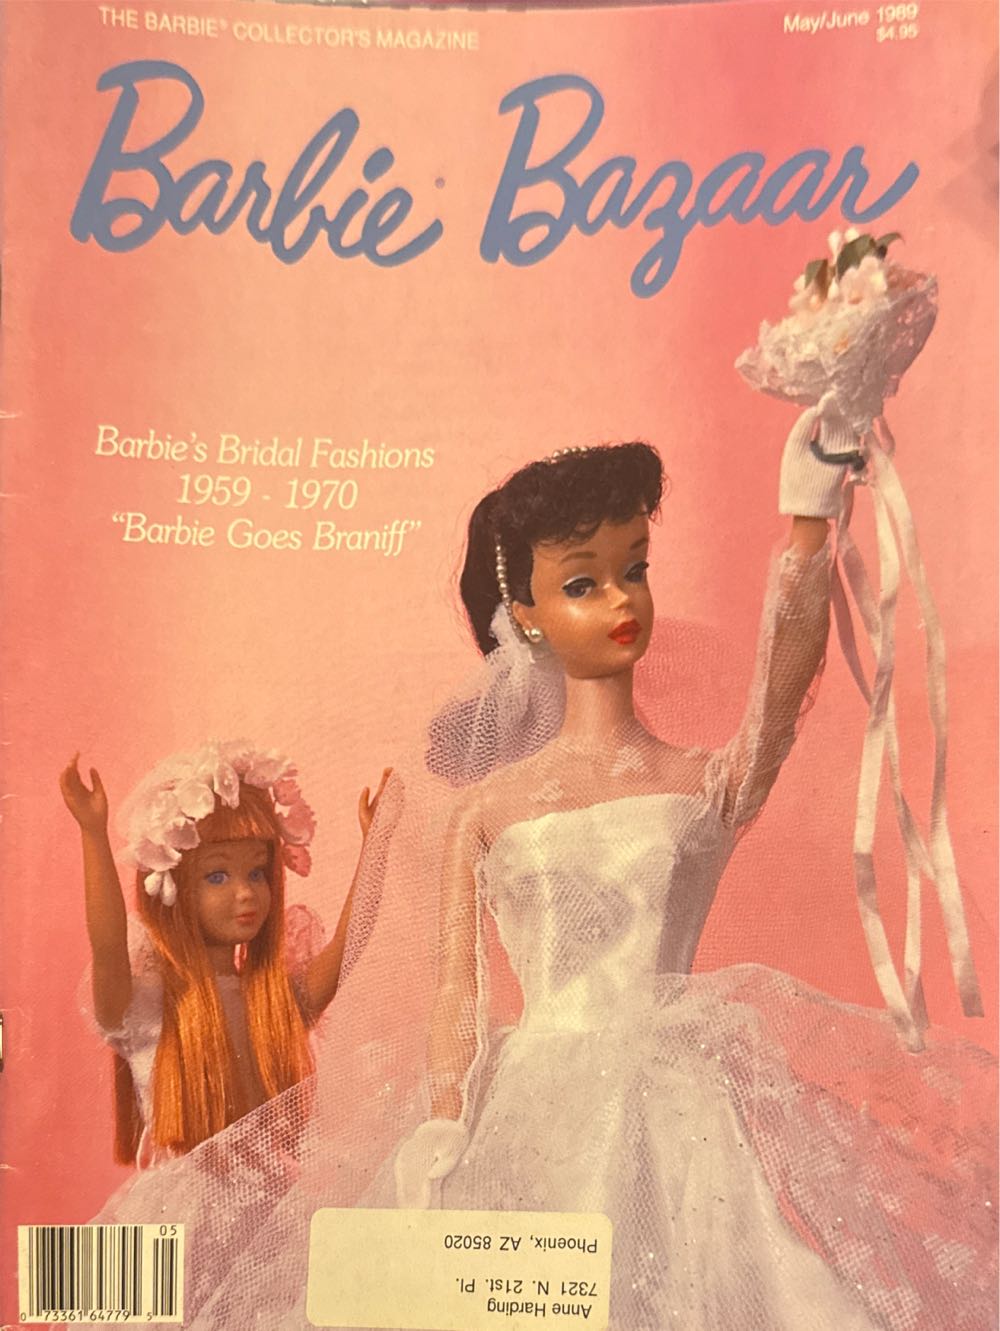 THE BARBIE® COLLECTOR'S MAGAZINE
May/June 1989
$4.95
Barbie® Bazaar
Barbie's Bridal Fashions
1959 - 1970
"Barbie Goes Braniff"
05
0 73361 64779 5
Anne Harding
7321 N. 21st. Pl.
Phoenix, AZ 85020